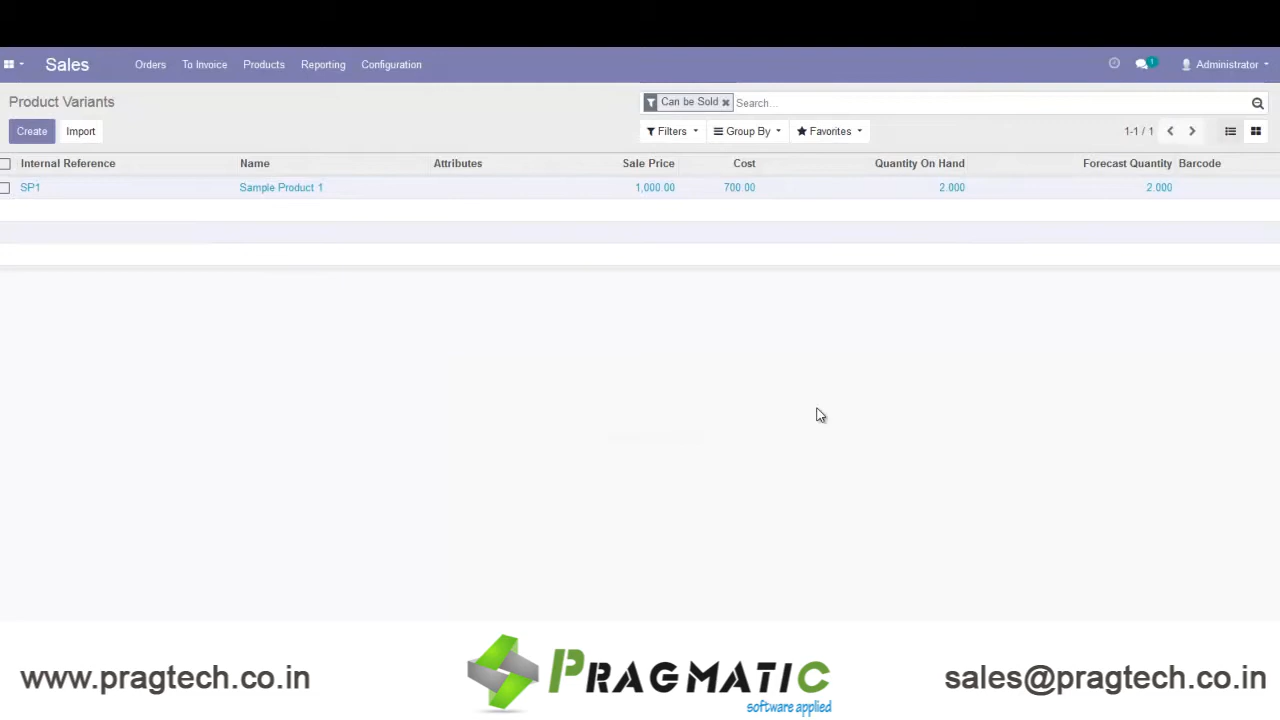 Sales Orders To Invoice Products Reporting Configuration 1 Administrator
Product Variants
Can be Sold Search...
Create Import Filters Group By Favorites 1-1 / 1
Internal Reference Name Attributes Sale Price Cost Quantity On Hand Forecast Quantity Barcode
SP1 Sample Product 1 1,000.00 700.00 2.000 2.000
www.pragtech.co.in PRAGMATIC sales@pragtech.co.in
software applied